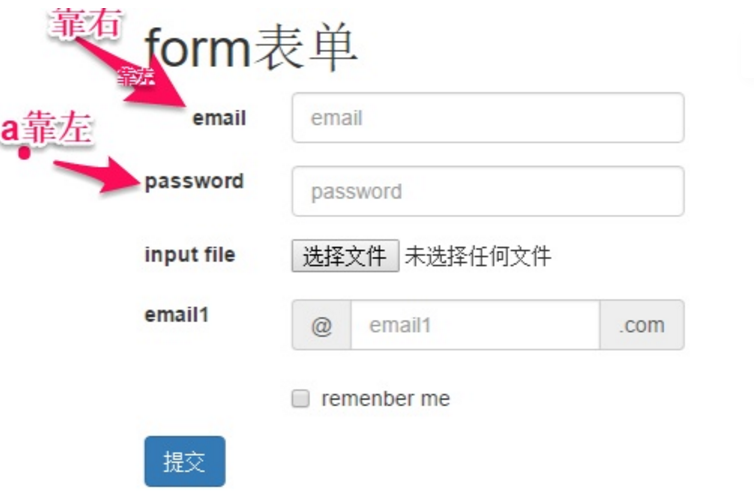 靠右
form表单
靠左
email email
a靠左
password password
input file 选择文件 未选择任何文件
email1 @ email1 .com
remenber me
提交